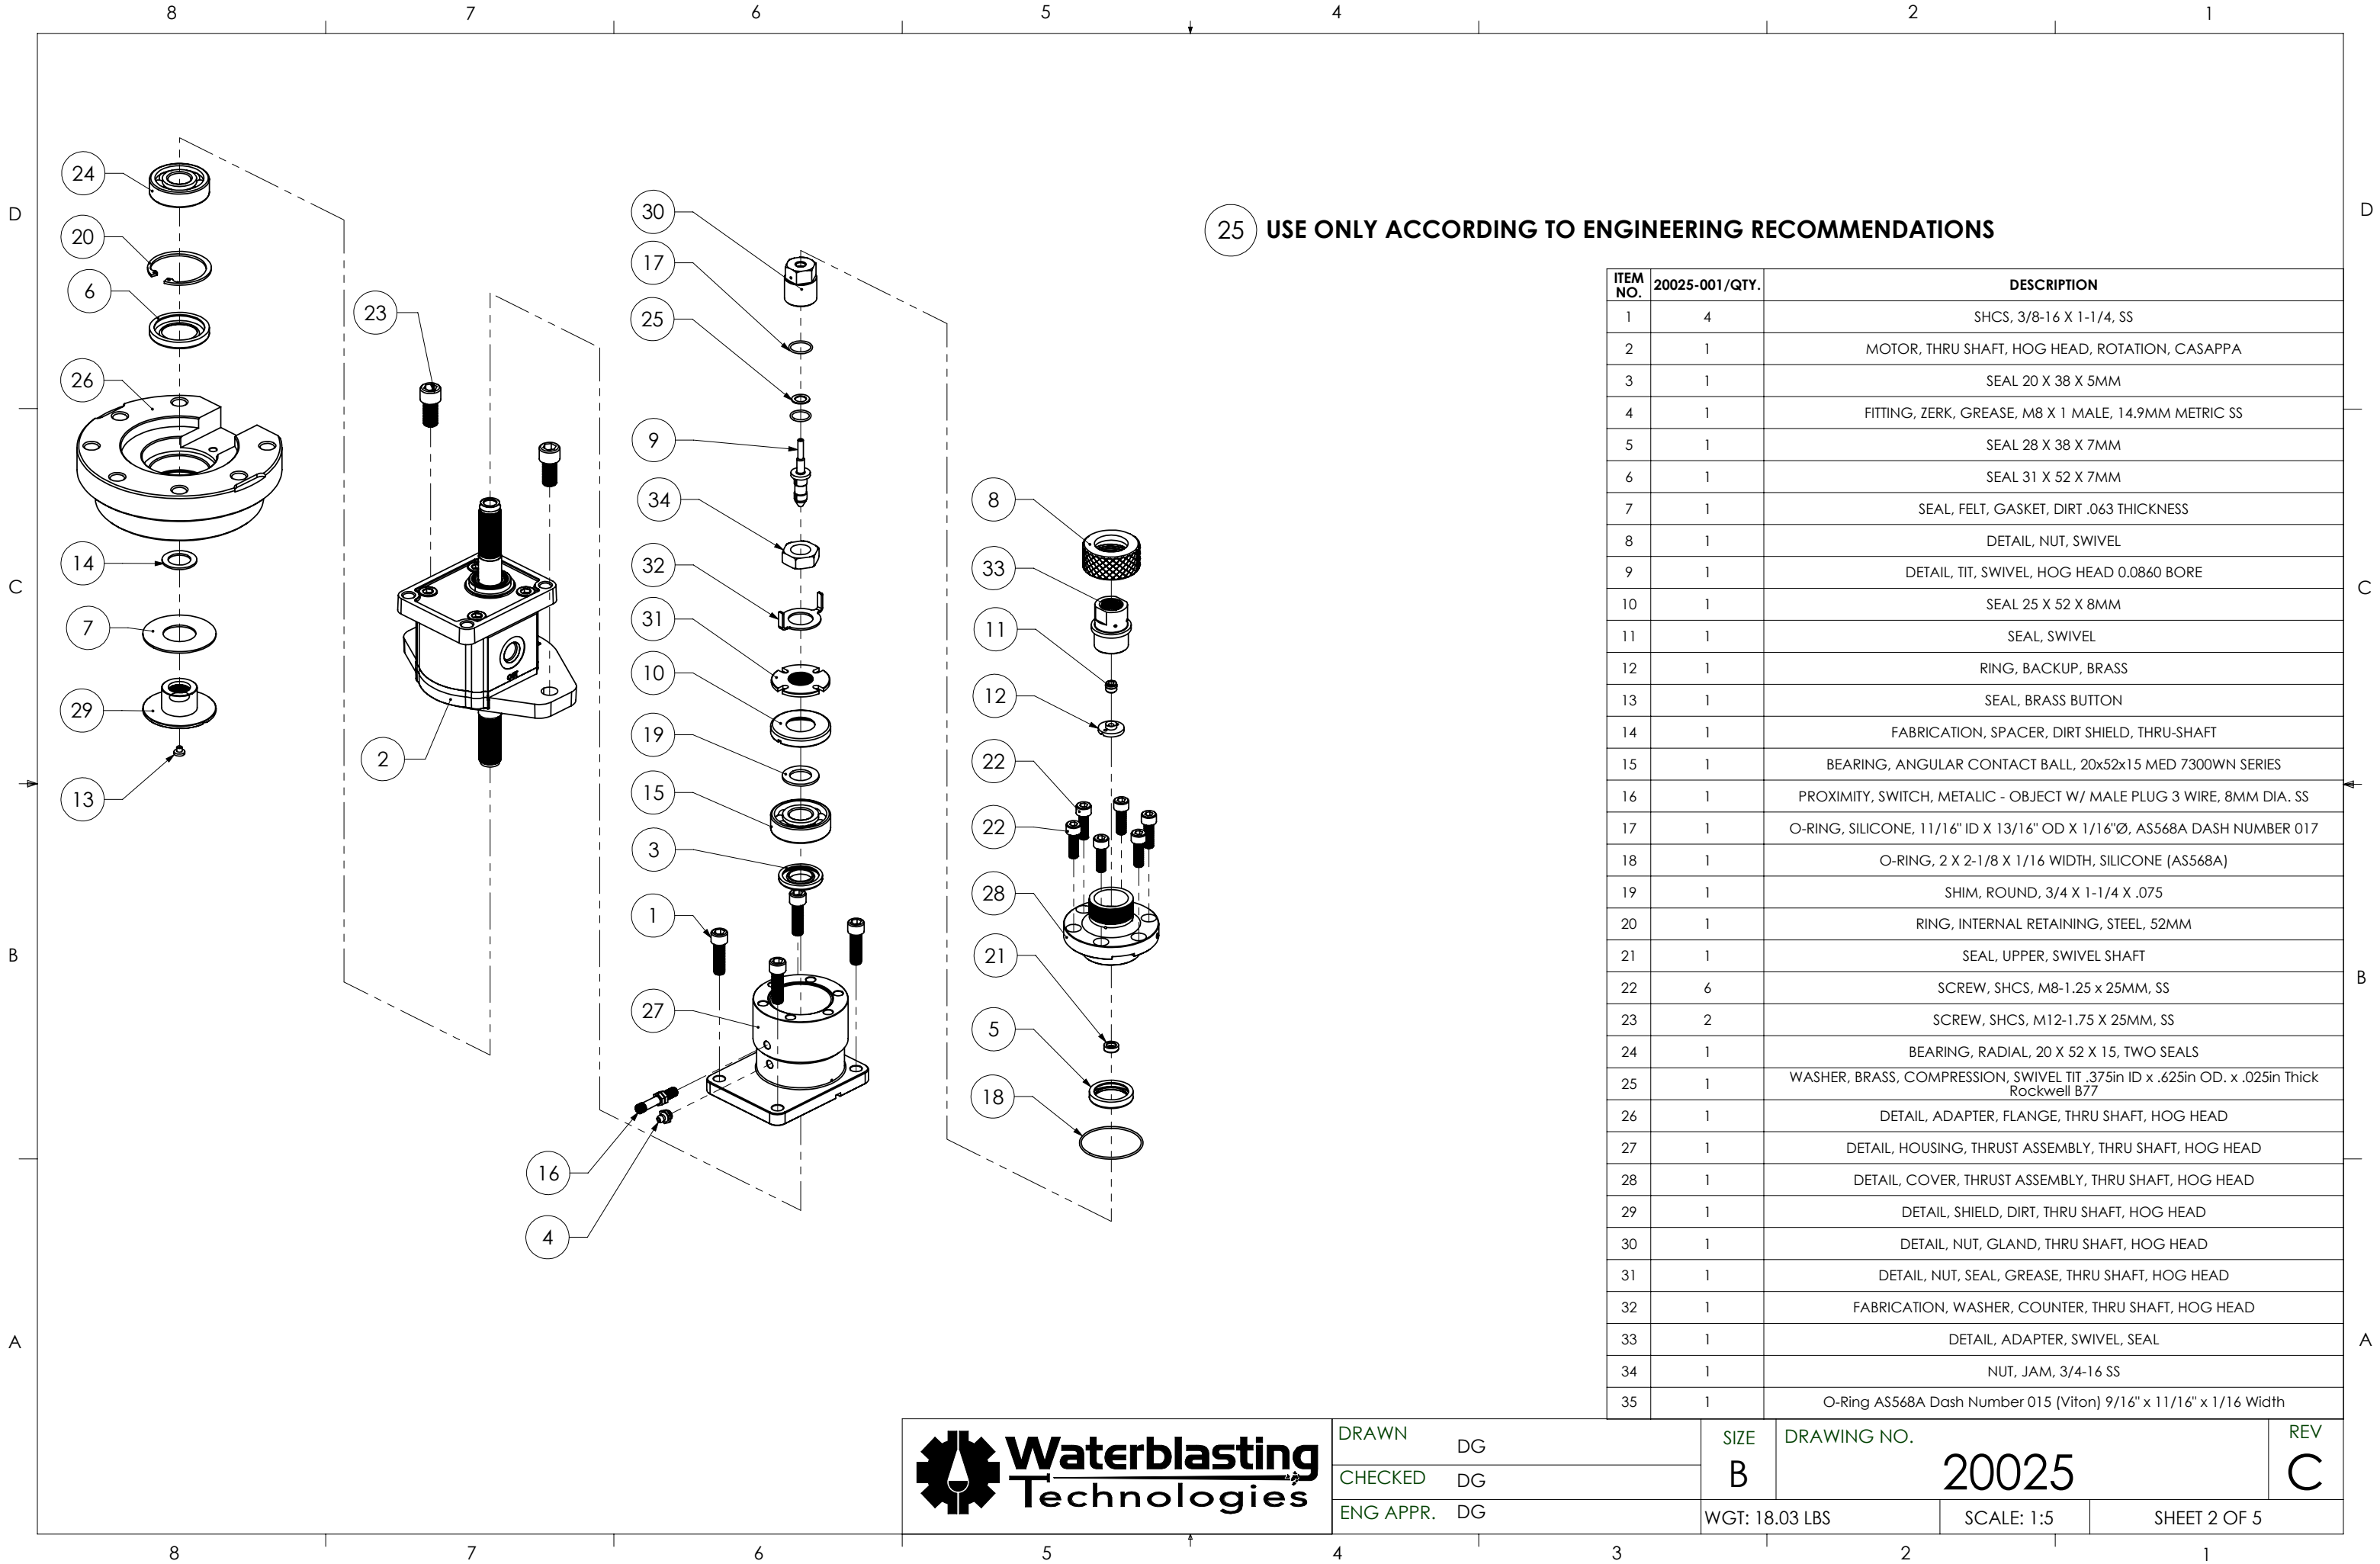 8 7 6 5 4 2 1
D D
C C
B B
A A
24
20
6
26
14
7
29
13
23
2
30
17
25
9
34
32
31
10
19
15
3
1
27
16
4
8
33
11
12
22
22
28
21
5
18
25 USE ONLY ACCORDING TO ENGINEERING RECOMMENDATIONS
ITEM NO. 20025-001/QTY. DESCRIPTION
1 4 SHCS, 3/8-16 X 1-1/4, SS
2 1 MOTOR, THRU SHAFT, HOG HEAD, ROTATION, CASAPPA
3 1 SEAL 20 X 38 X 5MM
4 1 FITTING, ZERK, GREASE, M8 X 1 MALE, 14.9MM METRIC SS
5 1 SEAL 28 X 38 X 7MM
6 1 SEAL 31 X 52 X 7MM
7 1 SEAL, FELT, GASKET, DIRT .063 THICKNESS
8 1 DETAIL, NUT, SWIVEL
9 1 DETAIL, TIT, SWIVEL, HOG HEAD 0.0860 BORE
10 1 SEAL 25 X 52 X 8MM
11 1 SEAL, SWIVEL
12 1 RING, BACKUP, BRASS
13 1 SEAL, BRASS BUTTON
14 1 FABRICATION, SPACER, DIRT SHIELD, THRU-SHAFT
15 1 BEARING, ANGULAR CONTACT BALL, 20x52x15 MED 7300WN SERIES
16 1 PROXIMITY, SWITCH, METALIC - OBJECT W/ MALE PLUG 3 WIRE, 8MM DIA. SS
17 1 O-RING, SILICONE, 11/16" ID X 13/16" OD X 1/16"Ø, AS568A DASH NUMBER 017
18 1 O-RING, 2 X 2-1/8 X 1/16 WIDTH, SILICONE (AS568A)
19 1 SHIM, ROUND, 3/4 X 1-1/4 X .075
20 1 RING, INTERNAL RETAINING, STEEL, 52MM
21 1 SEAL, UPPER, SWIVEL SHAFT
22 6 SCREW, SHCS, M8-1.25 x 25MM, SS
23 2 SCREW, SHCS, M12-1.75 X 25MM, SS
24 1 BEARING, RADIAL, 20 X 52 X 15, TWO SEALS
25 1 WASHER, BRASS, COMPRESSION, SWIVEL TIT .375in ID x .625in OD. x .025in Thick
Rockwell B77
26 1 DETAIL, ADAPTER, FLANGE, THRU SHAFT, HOG HEAD
27 1 DETAIL, HOUSING, THRUST ASSEMBLY, THRU SHAFT, HOG HEAD
28 1 DETAIL, COVER, THRUST ASSEMBLY, THRU SHAFT, HOG HEAD
29 1 DETAIL, SHIELD, DIRT, THRU SHAFT, HOG HEAD
30 1 DETAIL, NUT, GLAND, THRU SHAFT, HOG HEAD
31 1 DETAIL, NUT, SEAL, GREASE, THRU SHAFT, HOG HEAD
32 1 FABRICATION, WASHER, COUNTER, THRU SHAFT, HOG HEAD
33 1 DETAIL, ADAPTER, SWIVEL, SEAL
34 1 NUT, JAM, 3/4-16 SS
35 1 O-Ring AS568A Dash Number 015 (Viton) 9/16" x 11/16" x 1/16 Width
Waterblasting
Technologies
DRAWN DG
CHECKED DG
ENG APPR. DG
SIZE B
DRAWING NO. 20025
REV C
WGT: 18.03 LBS SCALE: 1:5 SHEET 2 OF 5
8 7 6 5 4 3 2 1